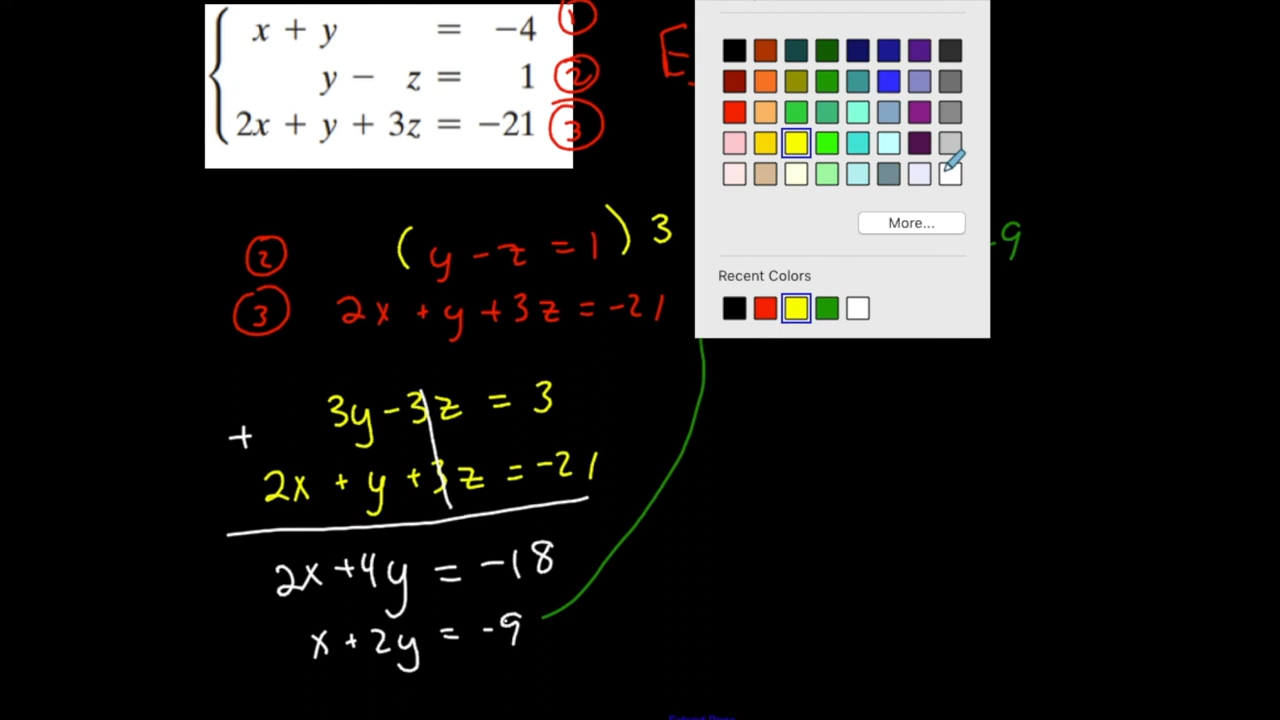 x + y = −4 ①
y − z = 1 ②
2x + y + 3z = −21 ③
E
More...
Recent Colors
② (y - z = 1) 3
-9
③ 2x + y + 3z = -21
3y - 3z = 3
+
2x + y + 3z = -21
2x + 4y = -18
x + 2y = -9